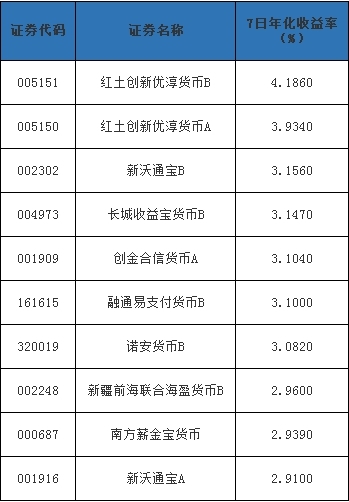 证券代码 证券名称 7日年化收益率
（%）
005151 红土创新优淳货币B 4.1860
005150 红土创新优淳货币A 3.9340
002302 新沃通宝B 3.1560
004973 长城收益宝货币B 3.1470
001909 创金合信货币A 3.1040
161615 融通易支付货币B 3.1000
320019 诺安货币B 3.0820
002248 新疆前海联合海盈货币B 2.9600
000687 南方薪金宝货币 2.9390
001916 新沃通宝A 2.9100